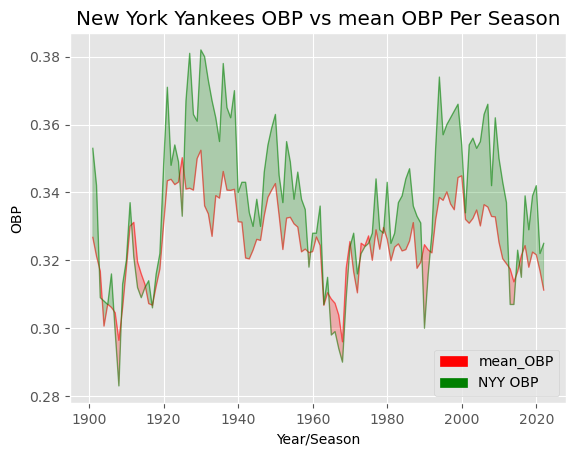 New York Yankees OBP vs mean OBP Per Season
0.38
0.36
0.34
0.32
0.30
0.28
OBP
1900
1920
1940
1960
1980
2000
2020
Year/Season
mean_OBP
NYY OBP